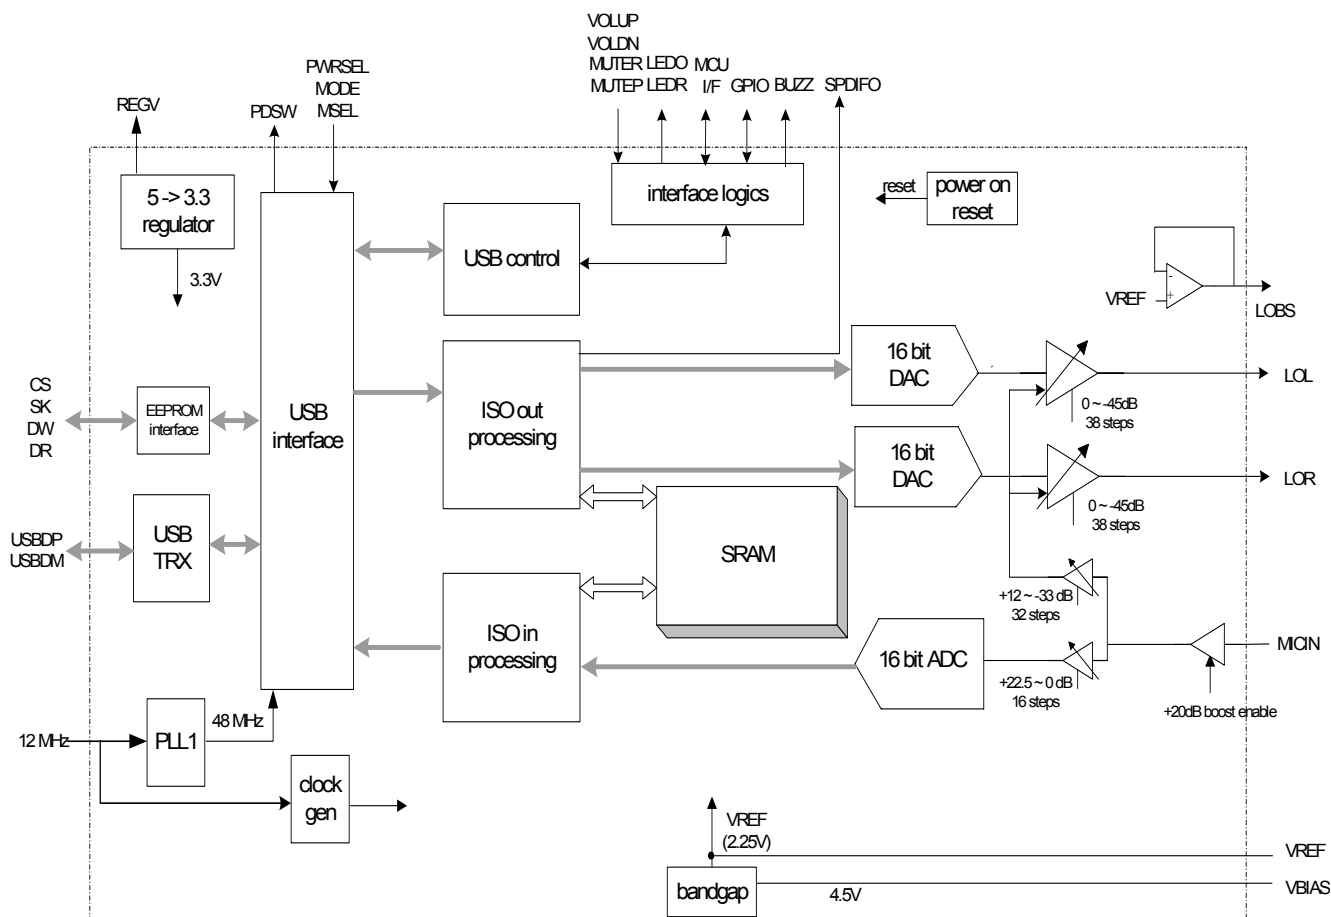 VOLUP
VOLDN
MUTER
MUTEP
LEDO
LEDR
MCU
I/F
GPIO
BUZZ
SPDIFO
PWRSEL
MODE
MSEL
REGV
PDSW
5 -> 3.3
regulator
3.3V
interface logics
reset
power on
reset
USB control
VREF
-
+
LOBS
16 bit
DAC
LOL
0 ~ -45dB
38 steps
CS
SK
DW
DR
EEPROM
interface
USB
interface
ISO out
processing
16 bit
DAC
LOR
0 ~ -45dB
38 steps
USBDP
USBDM
USB
TRX
SRAM
+12 ~ -33 dB
32 steps
ISO in
processing
16 bit ADC
+22.5 ~ 0 dB
16 steps
MICIN
+20dB boost enable
12 MHz
PLL1
48 MHz
clock
gen
VREF
(2.25V)
bandgap
4.5V
VREF
VBIAS